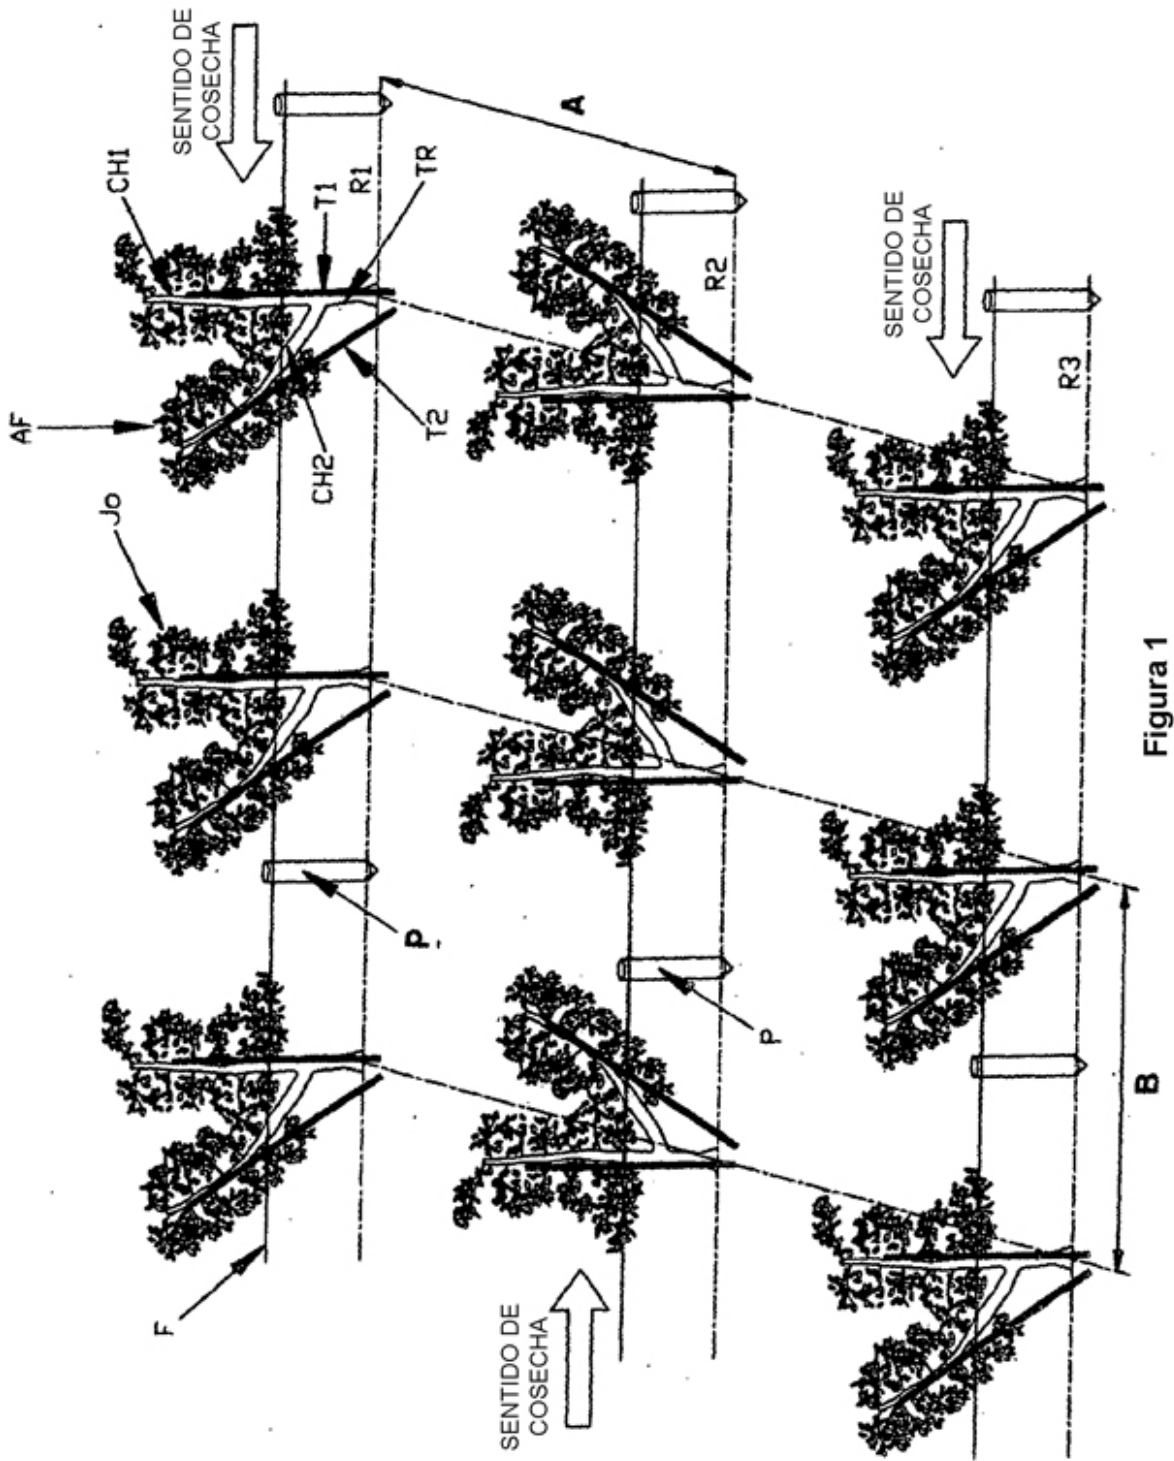 SENTIDO DE
COSECHA
CH1
T1
R1
TR
A
AF
CH2
T2
Jo
R2
SENTIDO DE
COSECHA
R3
P
P
F
SENTIDO DE
COSECHA
B
Figura 1